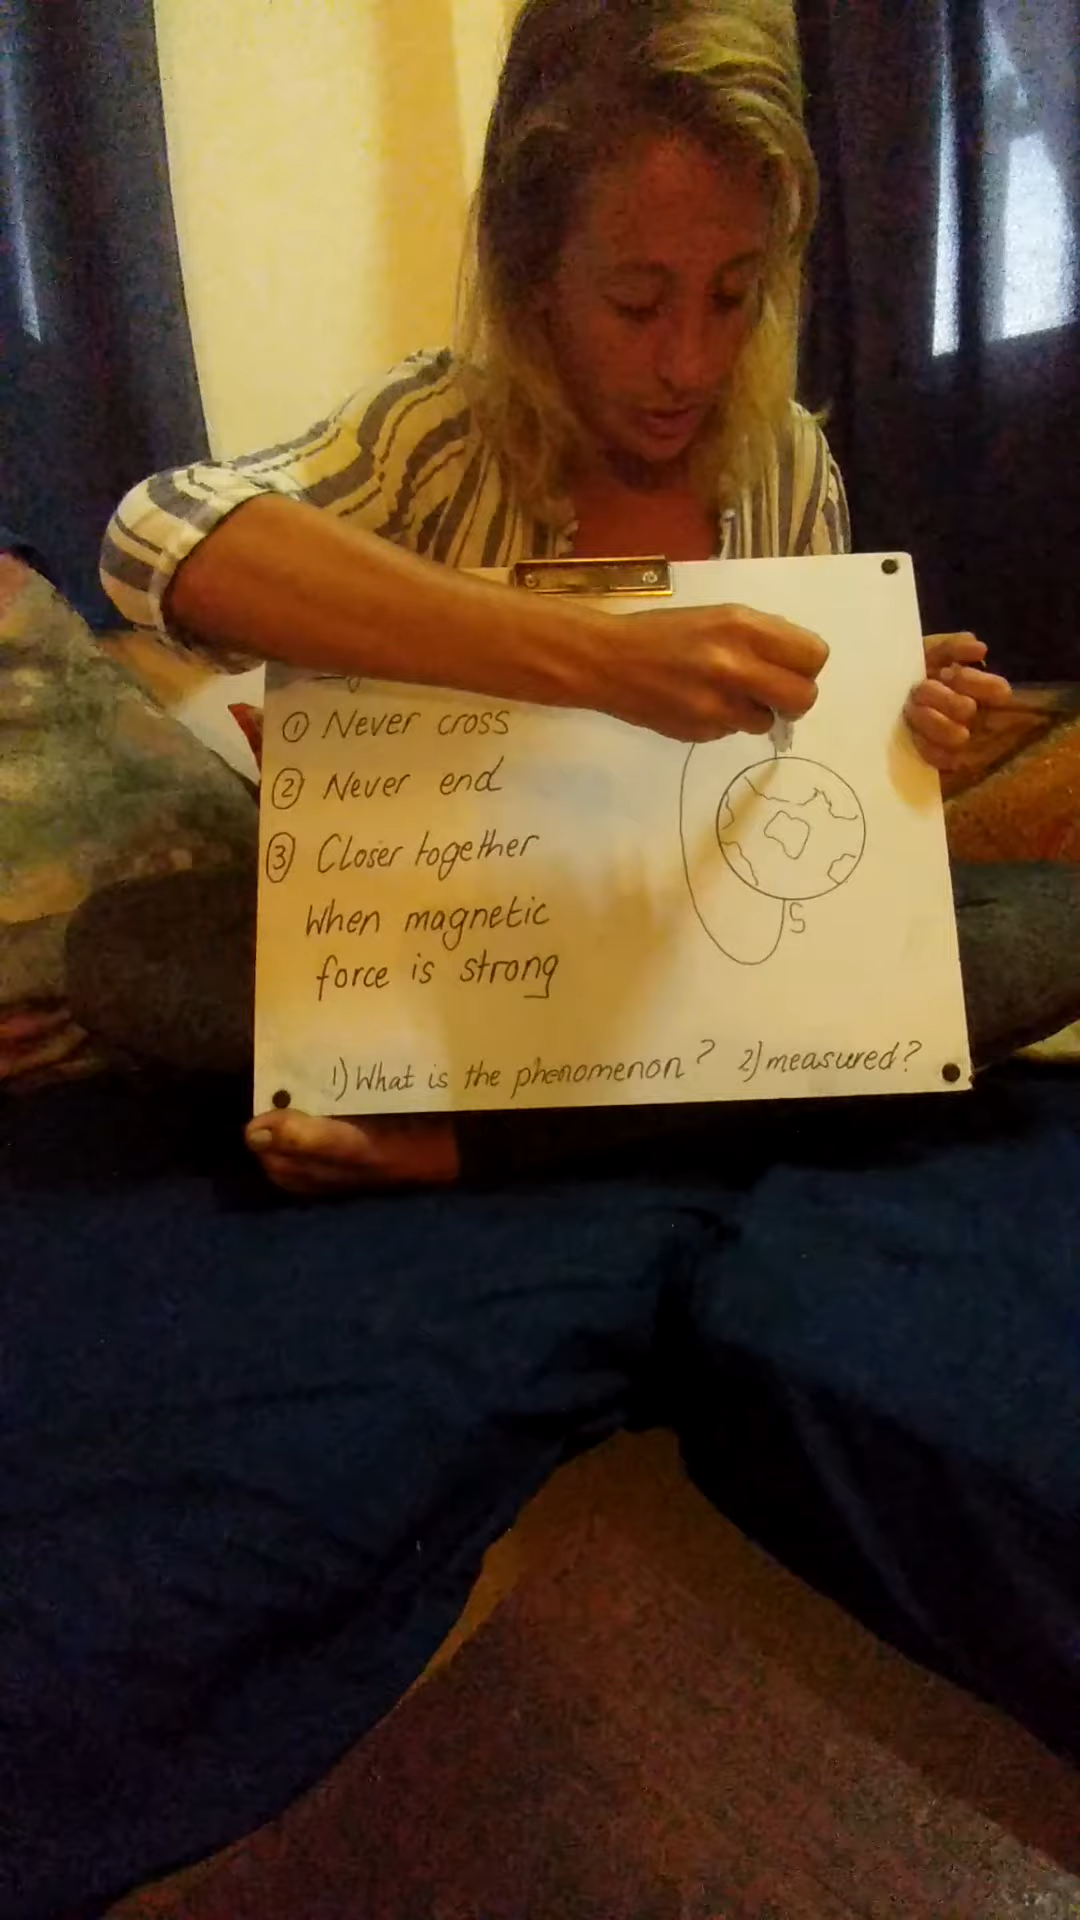 ① Never cross
② Never end
③ Closer together
when magnetic
force is strong
S
1) What is the phenomenon? 2) measured?